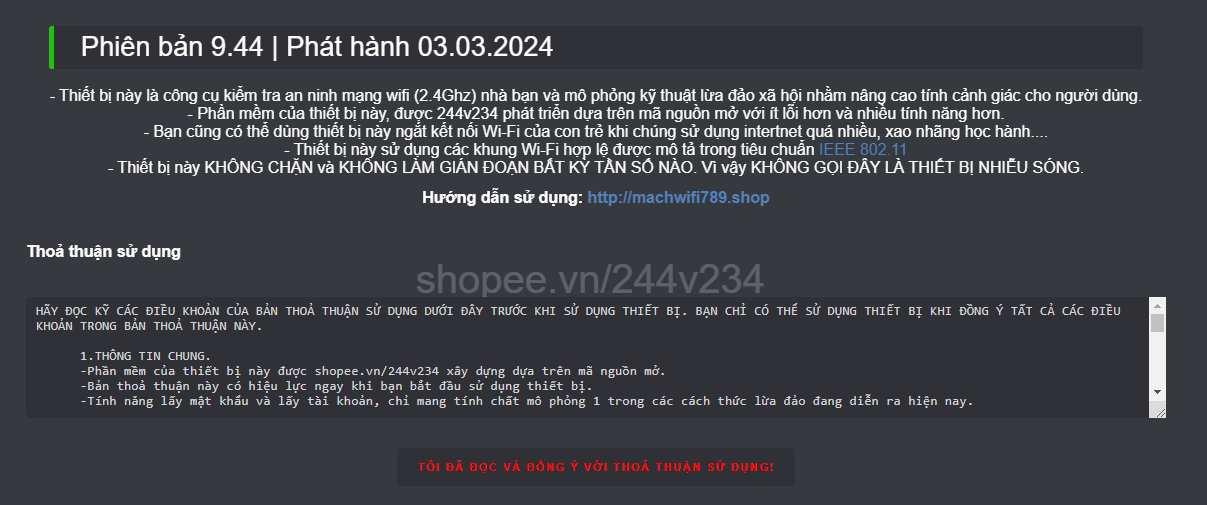 Phiên bản 9.44 | Phát hành 03.03.2024
- Thiết bị này là công cụ kiểm tra an ninh mạng wifi (2.4Ghz) nhà bạn và mô phỏng kỹ thuật lừa đảo xã hội nhằm nâng cao tính cảnh giác cho người dùng.
- Phần mềm của thiết bị này, được 244v234 phát triển dựa trên mã nguồn mở với ít lỗi hơn và nhiều tính năng hơn.
- Bạn cũng có thể dùng thiết bị này ngắt kết nối Wi-Fi của con trẻ khi chúng sử dụng intertnet quá nhiều, xao nhãng học hành....
- Thiết bị này sử dụng các khung Wi-Fi hợp lệ được mô tả trong tiêu chuẩn IEEE 802.11
- Thiết bị này KHÔNG CHẶN và KHÔNG LÀM GIÁN ĐOẠN BẤT KỲ TẦN SỐ NÀO. Vì vậy KHÔNG GỌI ĐÂY LÀ THIẾT BỊ NHIỄU SÓNG.
Hướng dẫn sử dụng: http://machwifi789.shop
Thoả thuận sử dụng
shopee.vn/244v234
HÃY ĐỌC KỸ CÁC ĐIỀU KHOẢN CỦA BẢN THOẢ THUẬN SỬ DỤNG DƯỚI ĐÂY TRƯỚC KHI SỬ DỤNG THIẾT BỊ. BẠN CHỈ CÓ THỂ SỬ DỤNG THIẾT BỊ KHI ĐỒNG Ý TẤT CẢ CÁC ĐIỀU
KHOẢN TRONG BẢN THOẢ THUẬN NÀY.
1.THÔNG TIN CHUNG.
-Phần mềm của thiết bị này được shopee.vn/244v234 xây dựng dựa trên mã nguồn mở.
-Bản thoả thuận này có hiệu lực ngay khi bạn bắt đầu sử dụng thiết bị.
-Tính năng lấy mật khẩu và lấy tài khoản, chỉ mang tính chất mô phỏng 1 trong các cách thức lừa đảo đang diễn ra hiện nay.
TÔI ĐÃ ĐỌC VÀ ĐỒNG Ý VỚI THOẢ THUẬN SỬ DỤNG!